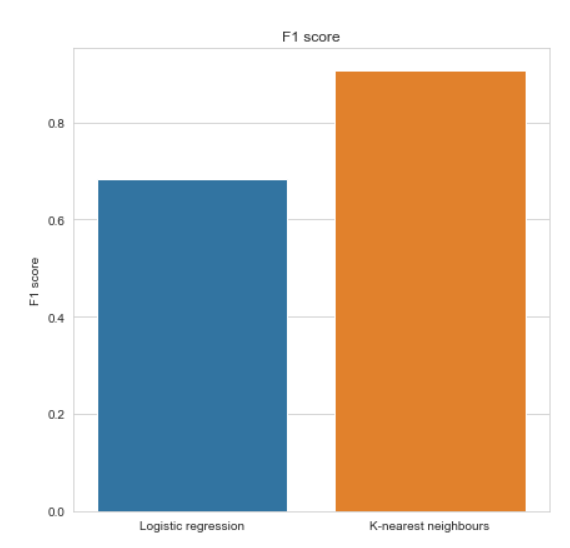 F1 score
F1 score
0.8
0.6
0.4
0.2
0.0
Logistic regression
K-nearest neighbours